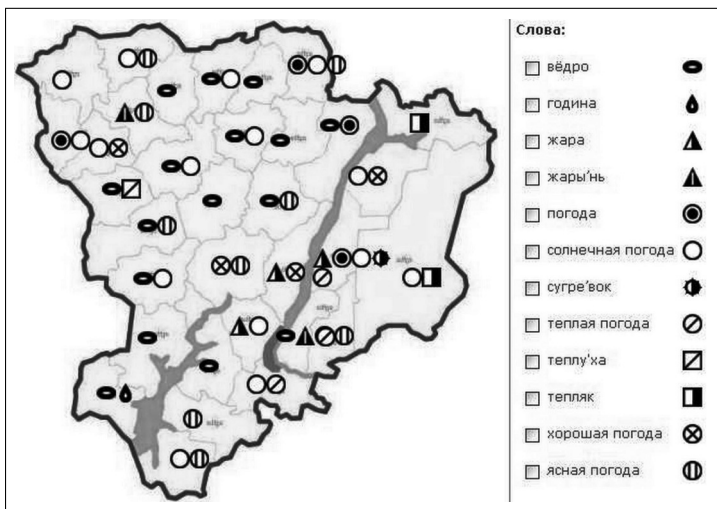 Слова:
вёдро
година
жара
жары'нь
погода
солнечная погода
сугре'вок
теплая погода
теплу'ха
тепляк
хорошая погода
ясная погода